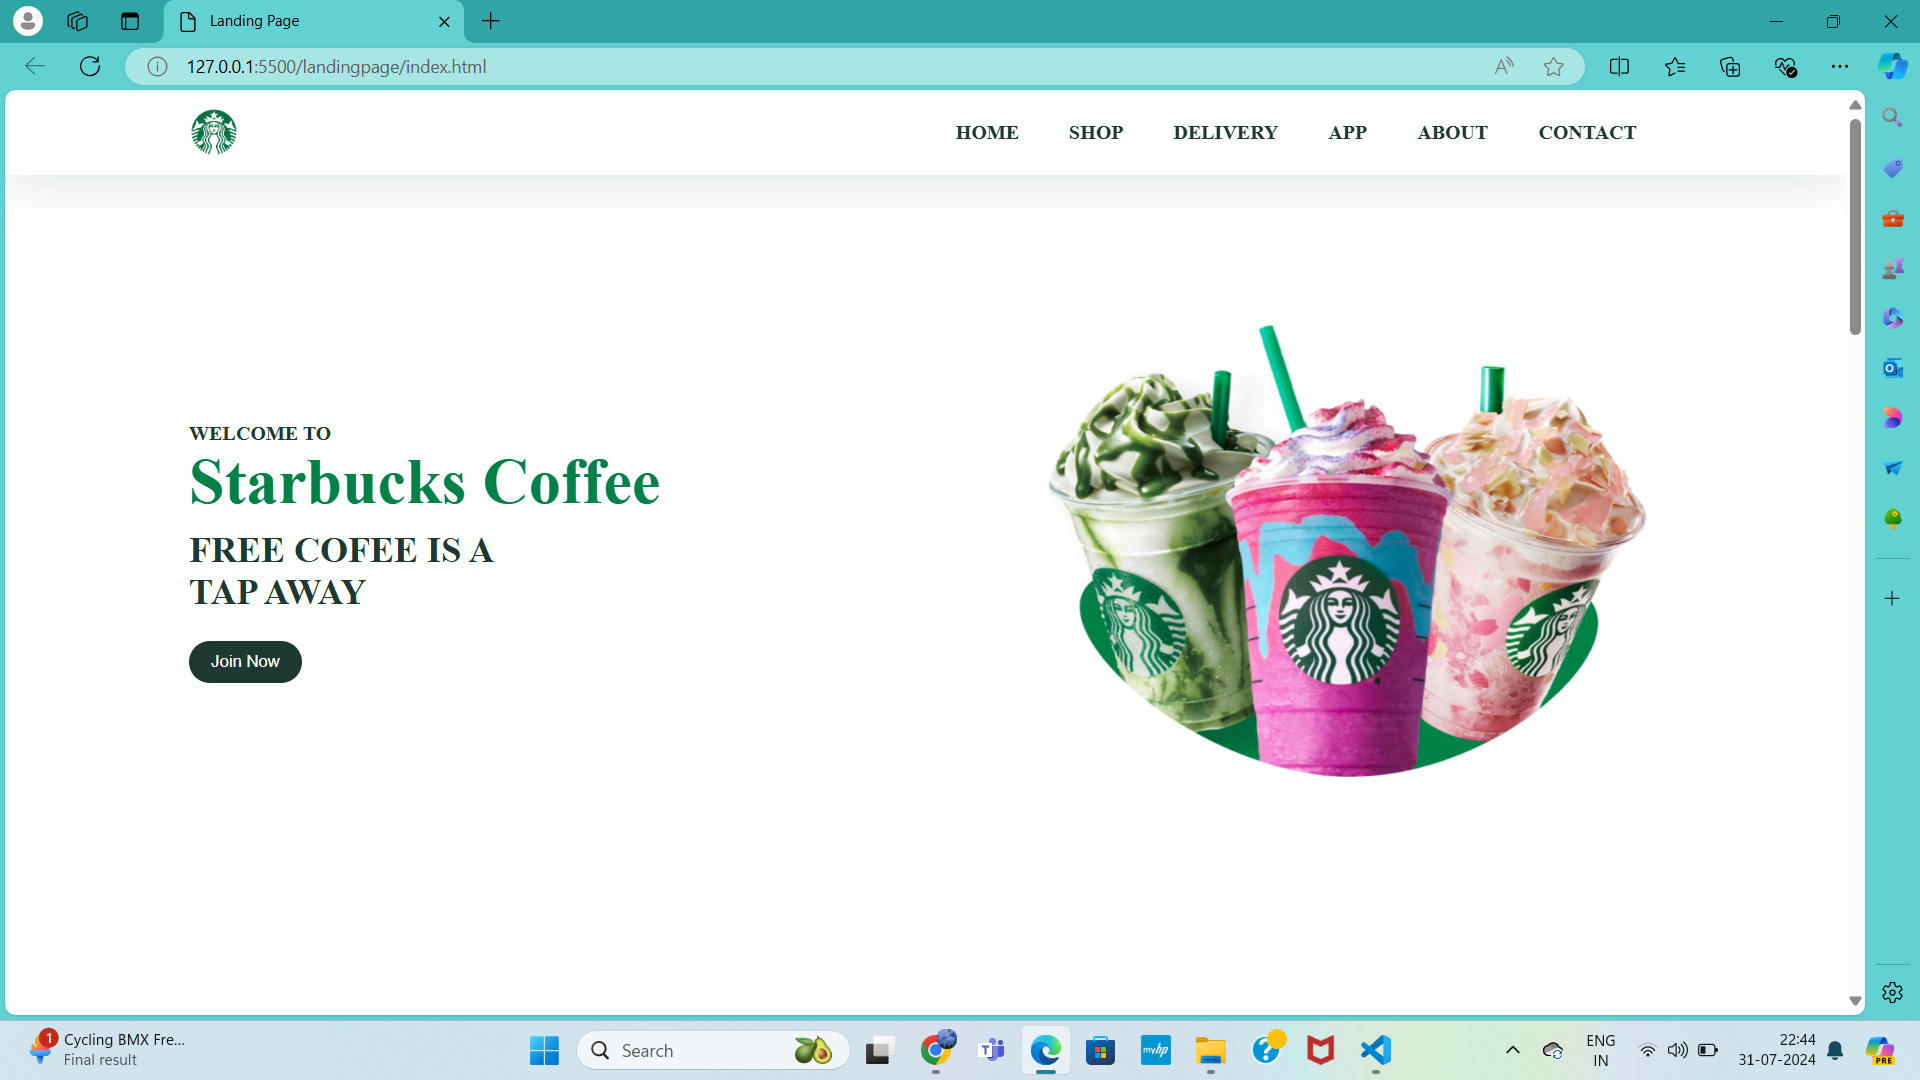 Landing Page
127.0.0.1:5500/landingpage/index.html
HOME SHOP DELIVERY APP ABOUT CONTACT
WELCOME TO
Starbucks Coffee
FREE COFEE IS A
TAP AWAY
Join Now
1
Cycling BMX Fre...
Final result
Search
myhp
ENG
IN
22:44
31-07-2024
PRE